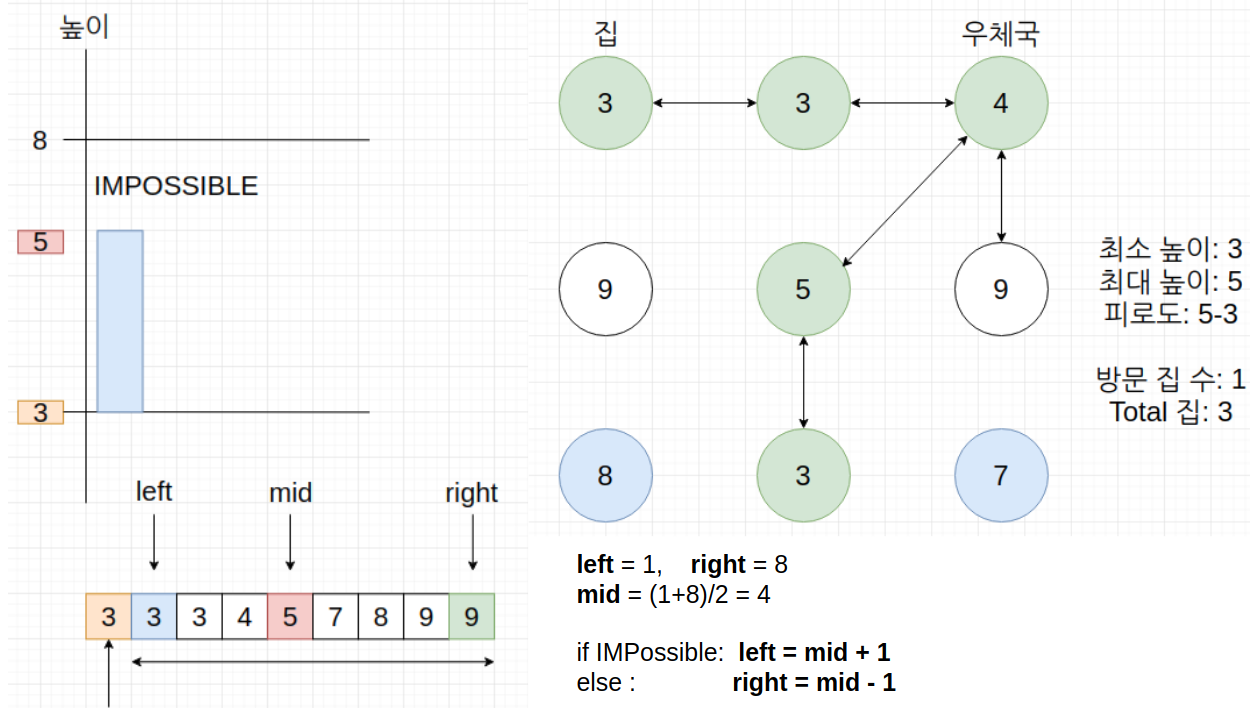 높이
8
IMPOSSIBLE
5
3
left mid right
3 3 3 4 5 7 8 9 9
집 우체국
3 3 4
9 5 9
8 3 7
최소 높이: 3
최대 높이: 5
피로도: 5-3
방문 집 수: 1
Total 집: 3
left = 1, right = 8
mid = (1+8)/2 = 4
if IMPossible: left = mid + 1
else : right = mid - 1